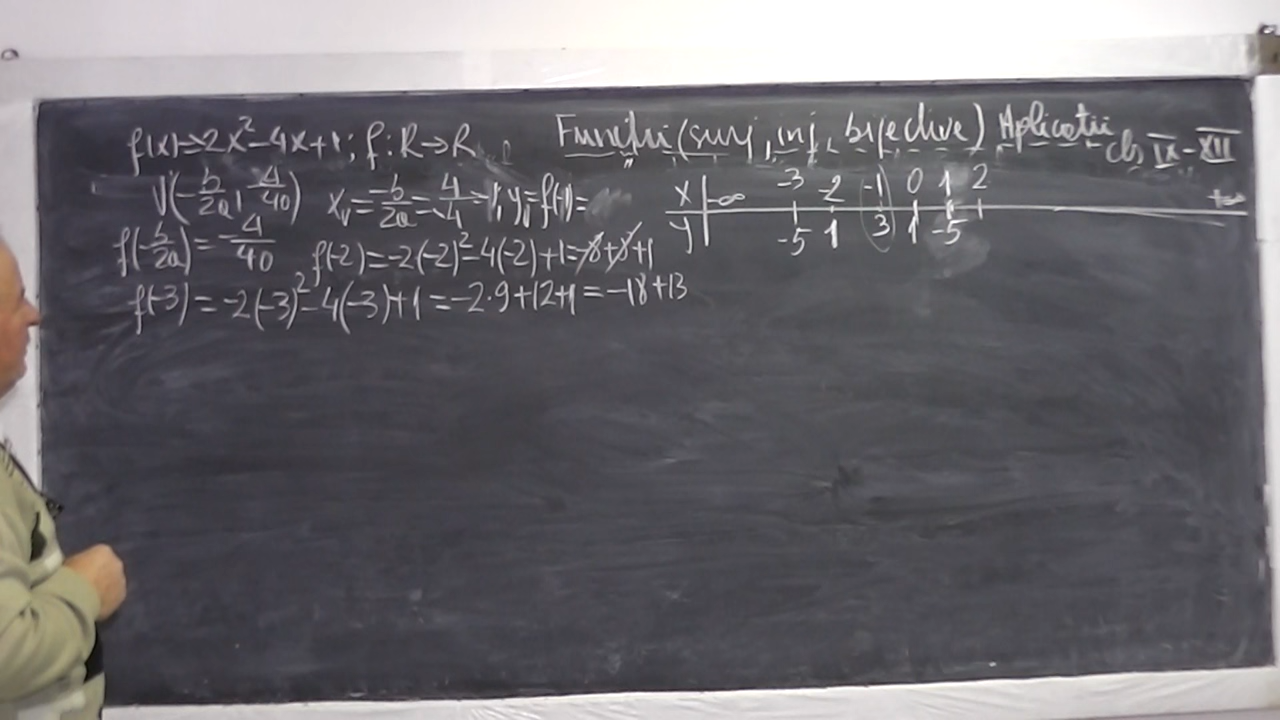 Funcții (surj, inj, bijective) Aplicatii cls IX-XII
f(x)=-2x²-4x+1; f:R→R
V(-b/2a, -Δ/4a) x_v=-b/2a=4/-4=-1, y_v=f(-1)=
f(-b/2a)=-Δ/4a f(-2)=-2(-2)²-4(-2)+1=-8+8+1
f(-3)=-2(-3)²-4(-3)+1=-2·9+12+1=-18+13
x -∞ -3 -2 -1 0 1 2 +∞
y -5 1 3 1 -5